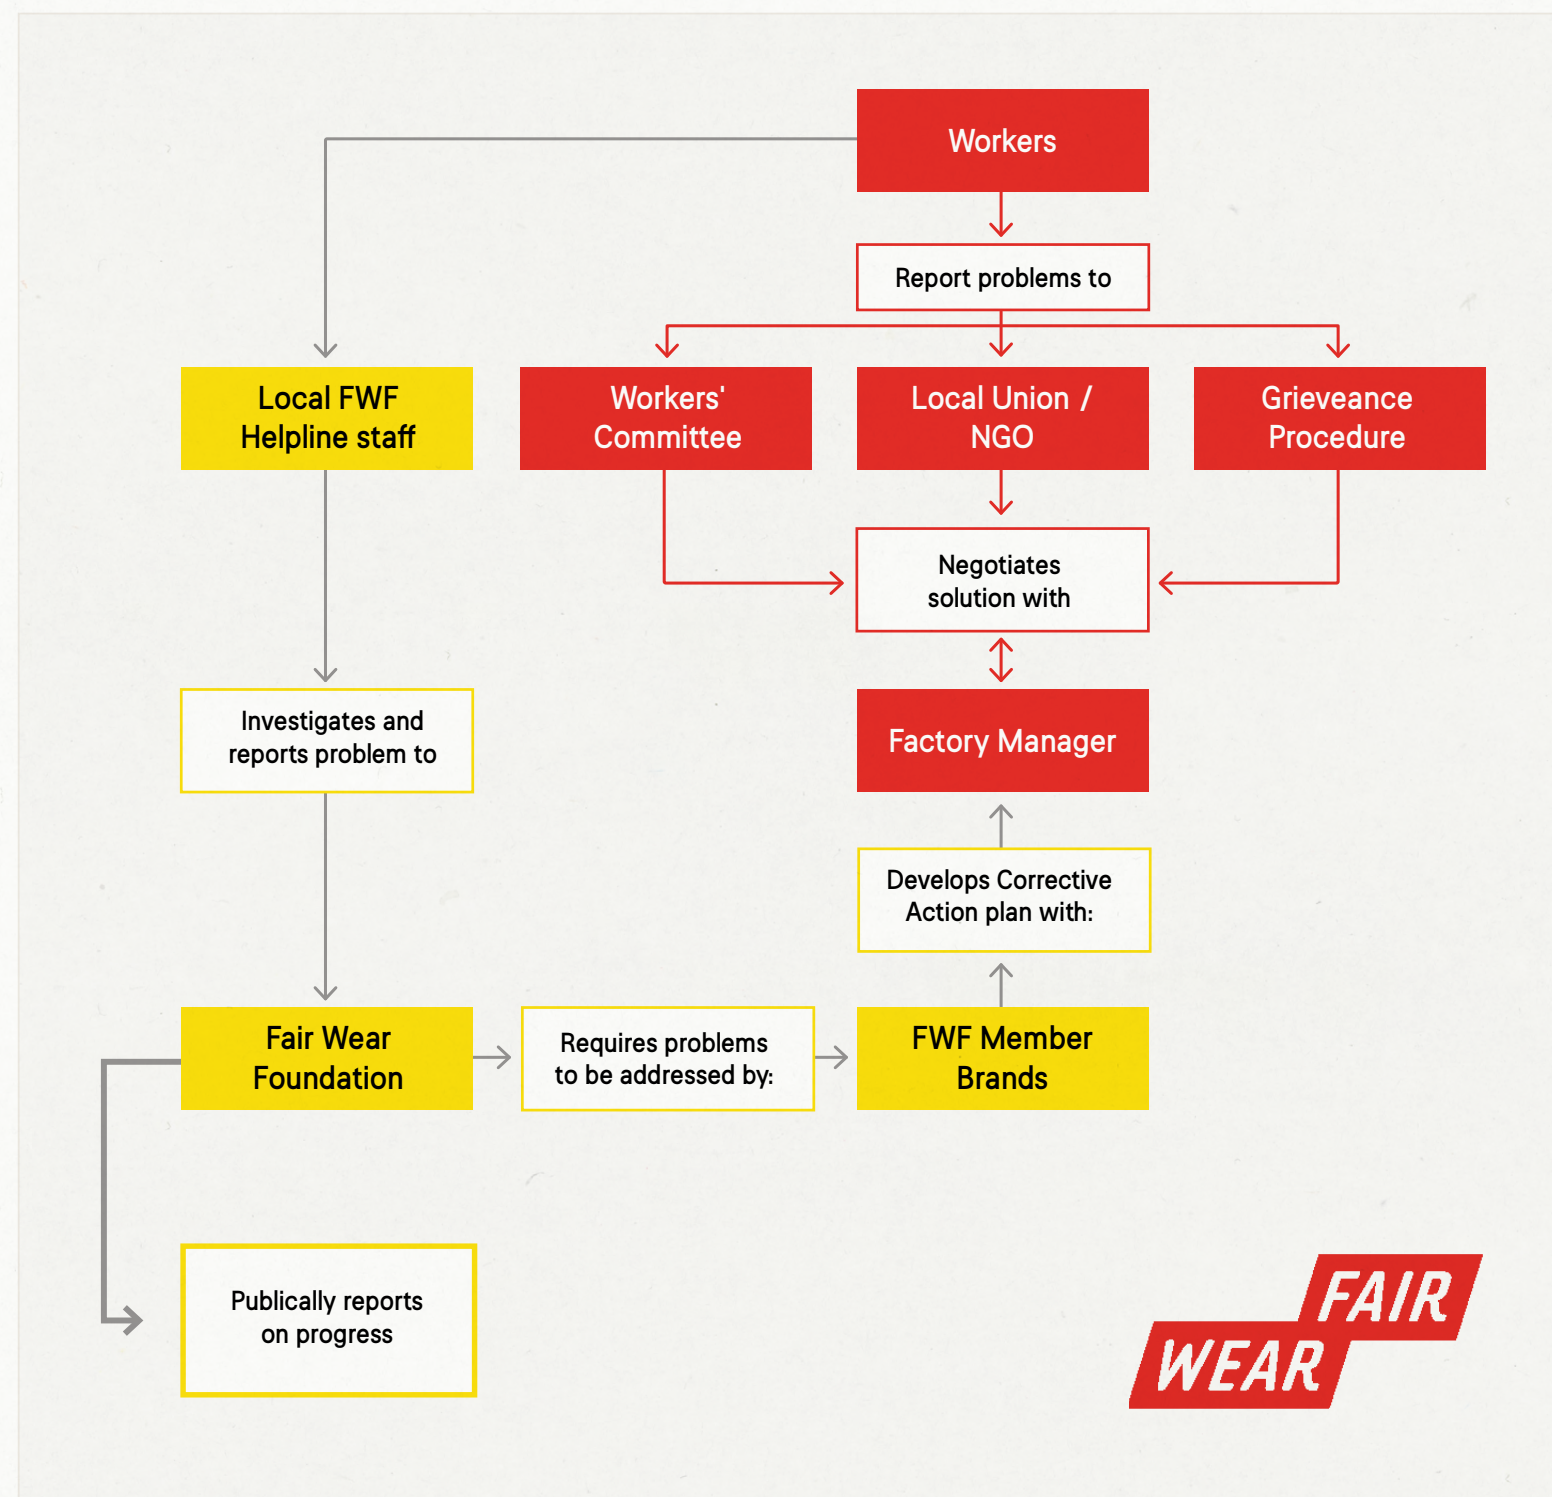 Workers
Report problems to
Local FWF
Helpline staff
Workers'
Committee
Local Union /
NGO
Grieveance
Procedure
Negotiates
solution with
Investigates and
reports problem to
Factory Manager
Develops Corrective
Action plan with:
Fair Wear
Foundation
Requires problems
to be addressed by:
FWF Member
Brands
Publically reports
on progress
FAIR
WEAR